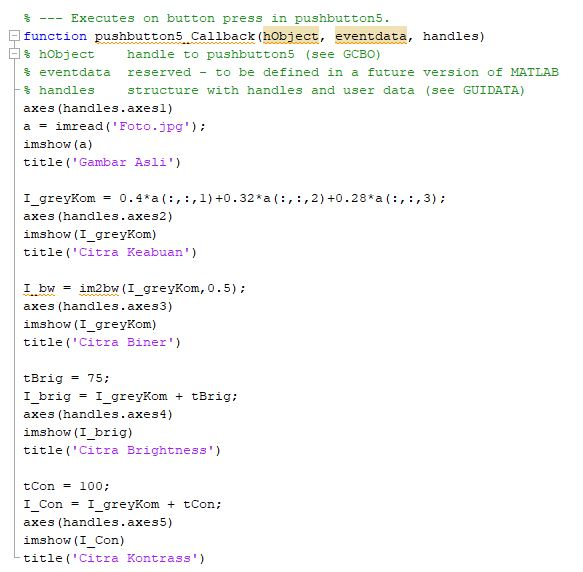 % --- Executes on button press in pushbutton5.
function pushbutton5_Callback(hObject, eventdata, handles)
% hObject    handle to pushbutton5 (see GCBO)
% eventdata  reserved - to be defined in a future version of MATLAB
% handles    structure with handles and user data (see GUIDATA)
axes(handles.axes1)
a = imread('Foto.jpg');
imshow(a)
title('Gambar Asli')

I_greyKom = 0.4*a(:,:,1)+0.32*a(:,:,2)+0.28*a(:,:,3);
axes(handles.axes2)
imshow(I_greyKom)
title('Citra Keabuan')

I_bw = im2bw(I_greyKom,0.5);
axes(handles.axes3)
imshow(I_greyKom)
title('Citra Biner')

tBrig = 75;
I_brig = I_greyKom + tBrig;
axes(handles.axes4)
imshow(I_brig)
title('Citra Brightness')

tCon = 100;
I_Con = I_greyKom + tCon;
axes(handles.axes5)
imshow(I_Con)
title('Citra Kontrass')